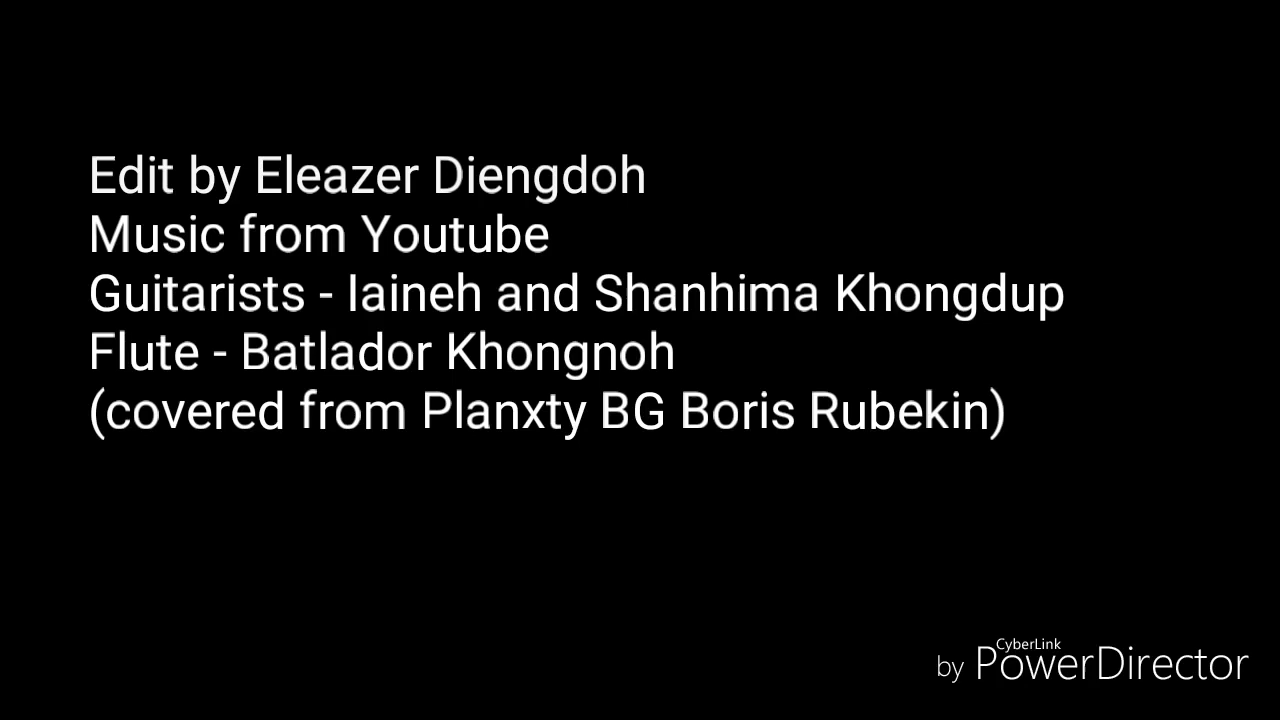 Edit by Eleazer Diengdoh
Music from Youtube
Guitarists - Iaineh and Shanhima Khongdup
Flute - Batlador Khongnoh
(covered from Planxty BG Boris Rubekin)
by CyberLink PowerDirector